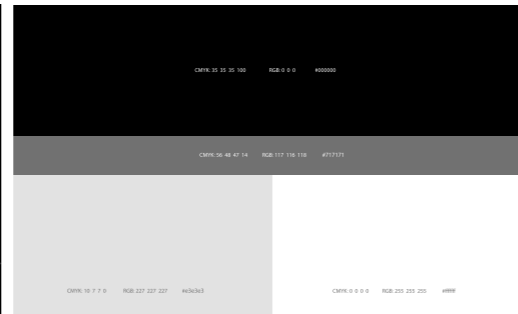 CMYK: 35 35 35 100 RGB: 0 0 0 #000000
CMYK: 56 48 47 14 RGB: 117 116 116 #717171
CMYK: 10 7 7 0 RGB: 227 227 227 #e3e3e3
CMYK: 0 0 0 0 RGB: 255 255 255 #ffffff